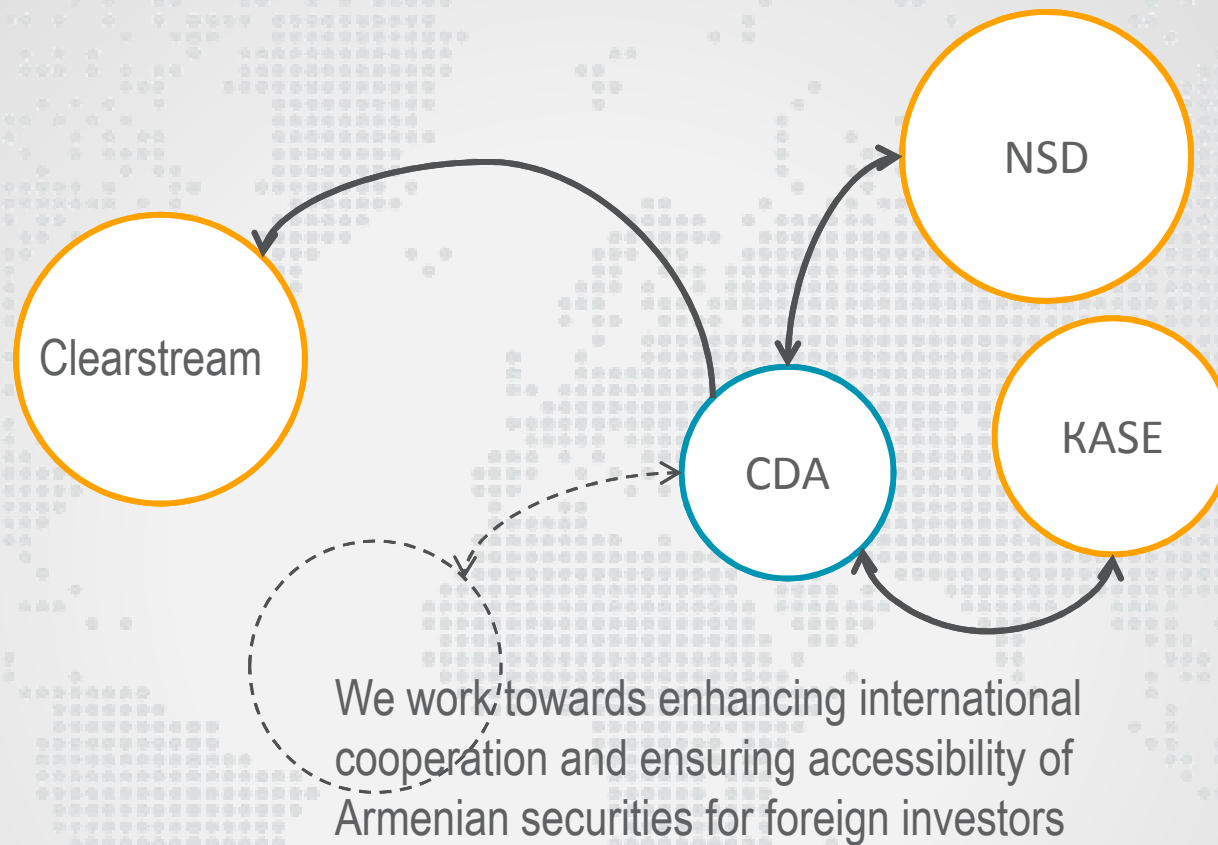 NSD
Clearstream
KASE
CDA
We work towards enhancing international
cooperation and ensuring accessibility of
Armenian securities for foreign investors